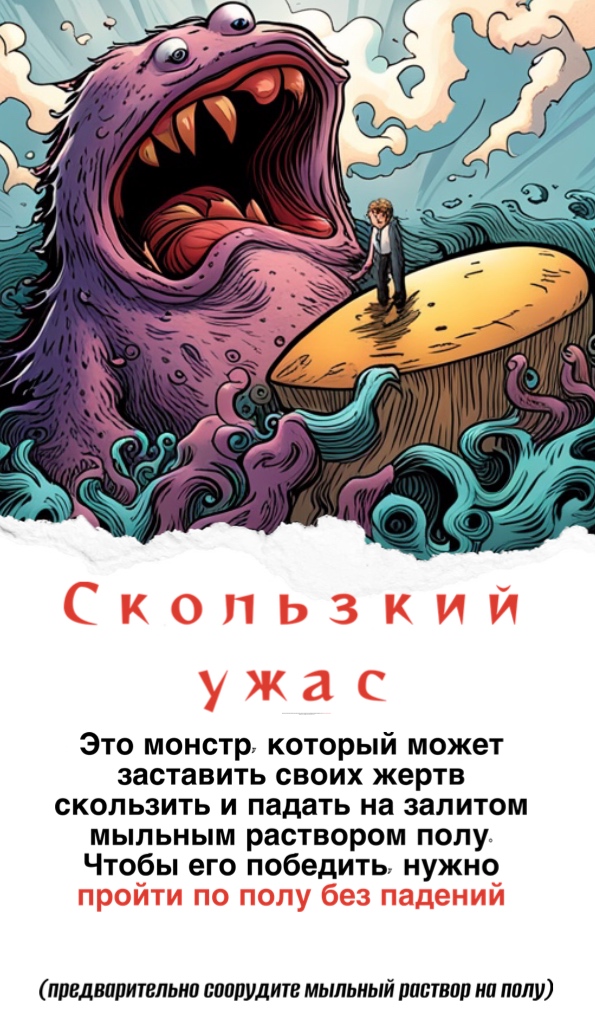 Скользкий
ужас
Это монстр, который может
заставить своих жертв
скользить и падать на залитом
мыльным раствором полу.
Чтобы его победить, нужно
пройти по полу без падений
(предварительно соорудите мыльный раствор на полу)